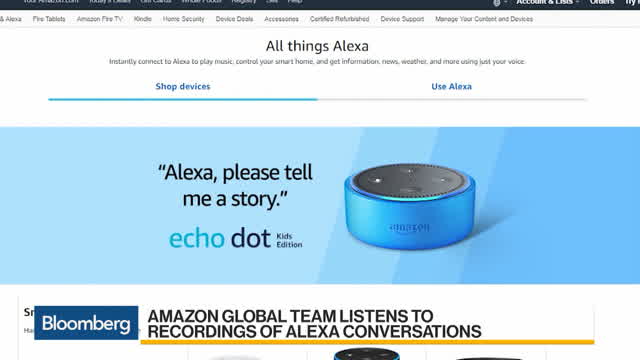 Your Amazon.com Today's Deals Gift Cards Whole Foods Registry Sell Help
Account & Lists Orders Try
& Alexa Fire Tablets Amazon Fire TV Kindle Home Security Device Deals Accessories Certified Refurbished Device Support Manage Your Content and Devices
All things Alexa
Instantly connect to Alexa to play music, control your smart home, and get information, news, weather, and more using just your voice.
Shop devices Use Alexa
“Alexa, please tell
me a story.”
echo dot Kids
Edition
amazon
Bloomberg
AMAZON GLOBAL TEAM LISTENS TO
RECORDINGS OF ALEXA CONVERSATIONS